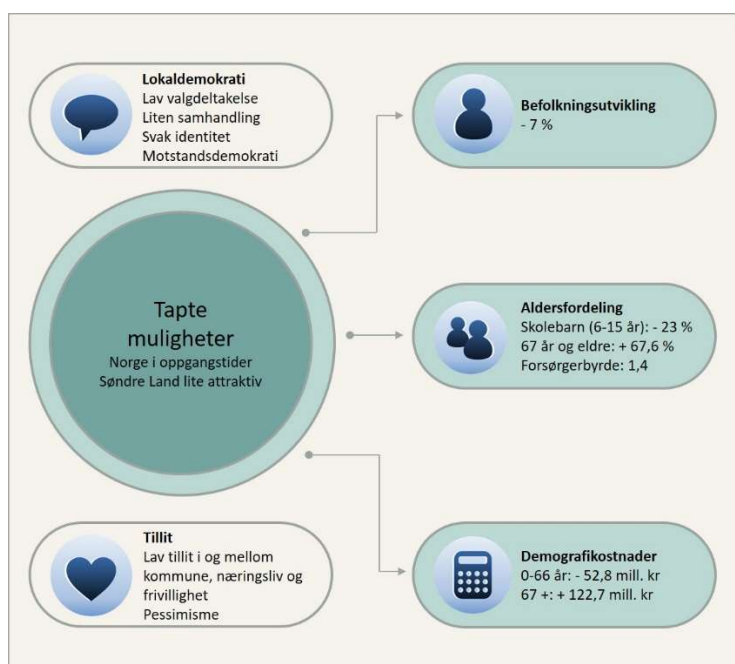 Lokaldemokrati
Lav valgdeltakelse
Liten samhandling
Svak identitet
Motstandsdemokrati
Tapte
muligheter
Norge i oppgangstider
Søndre Land lite attraktiv
Tillit
Lav tillit i og mellom
kommune, næringsliv og
frivillighet
Pessimisme
Befolkningsutvikling
- 7 %
Aldersfordeling
Skolebarn (6-15 år): - 23 %
67 år og eldre: + 67,6 %
Forsørgerbyrde: 1,4
Demografikostnader
0-66 år: - 52,8 mill. kr
67 +: + 122,7 mill. kr